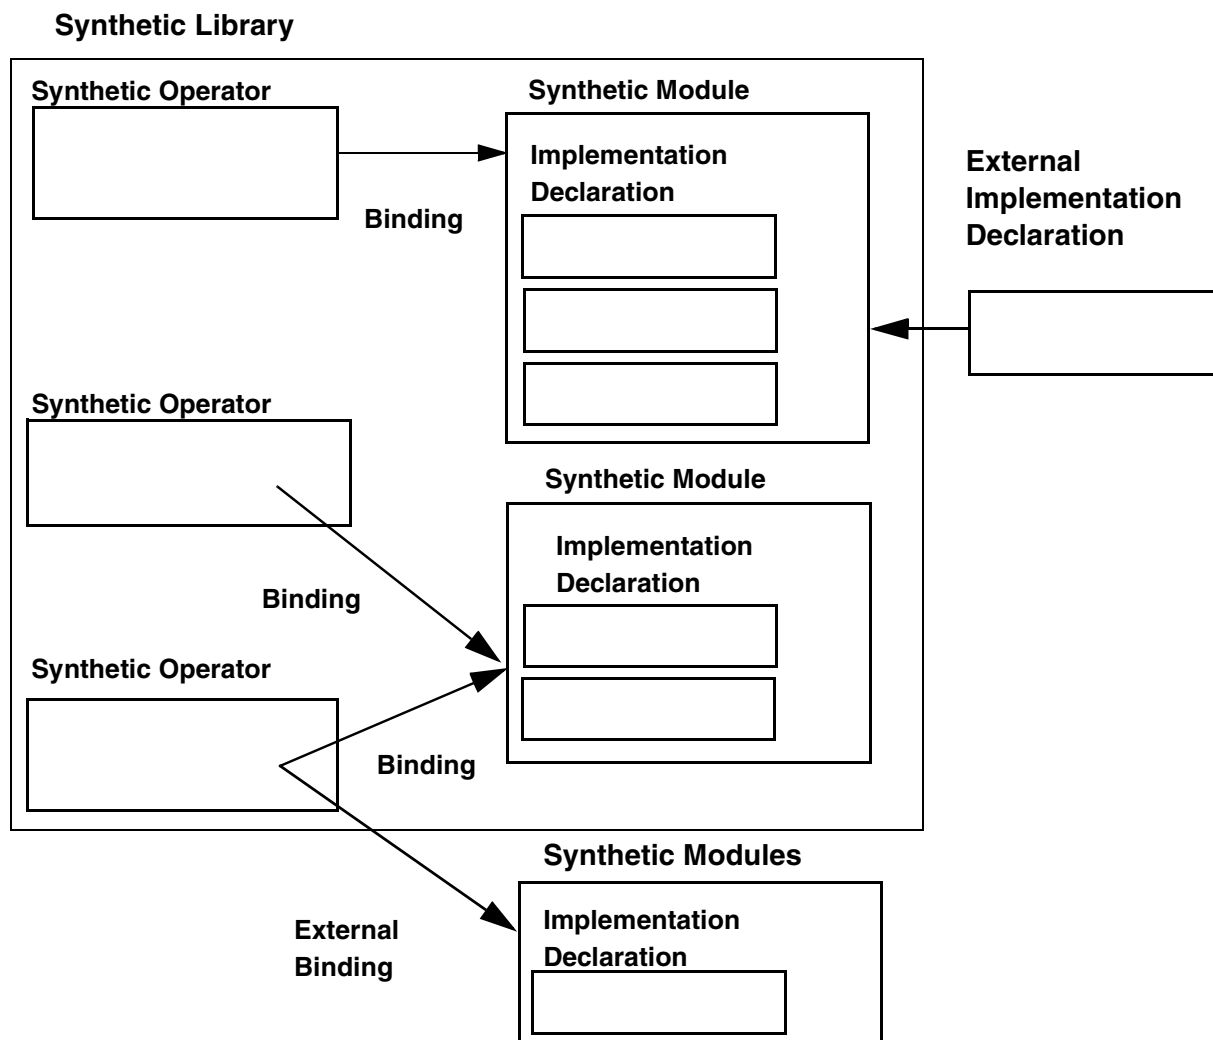 Synthetic Library
Synthetic Operator
Synthetic Module
Implementation
Declaration
Binding
External
Implementation
Declaration
Synthetic Operator
Synthetic Module
Implementation
Declaration
Binding
Synthetic Operator
Binding
Synthetic Modules
Implementation
Declaration
External
Binding